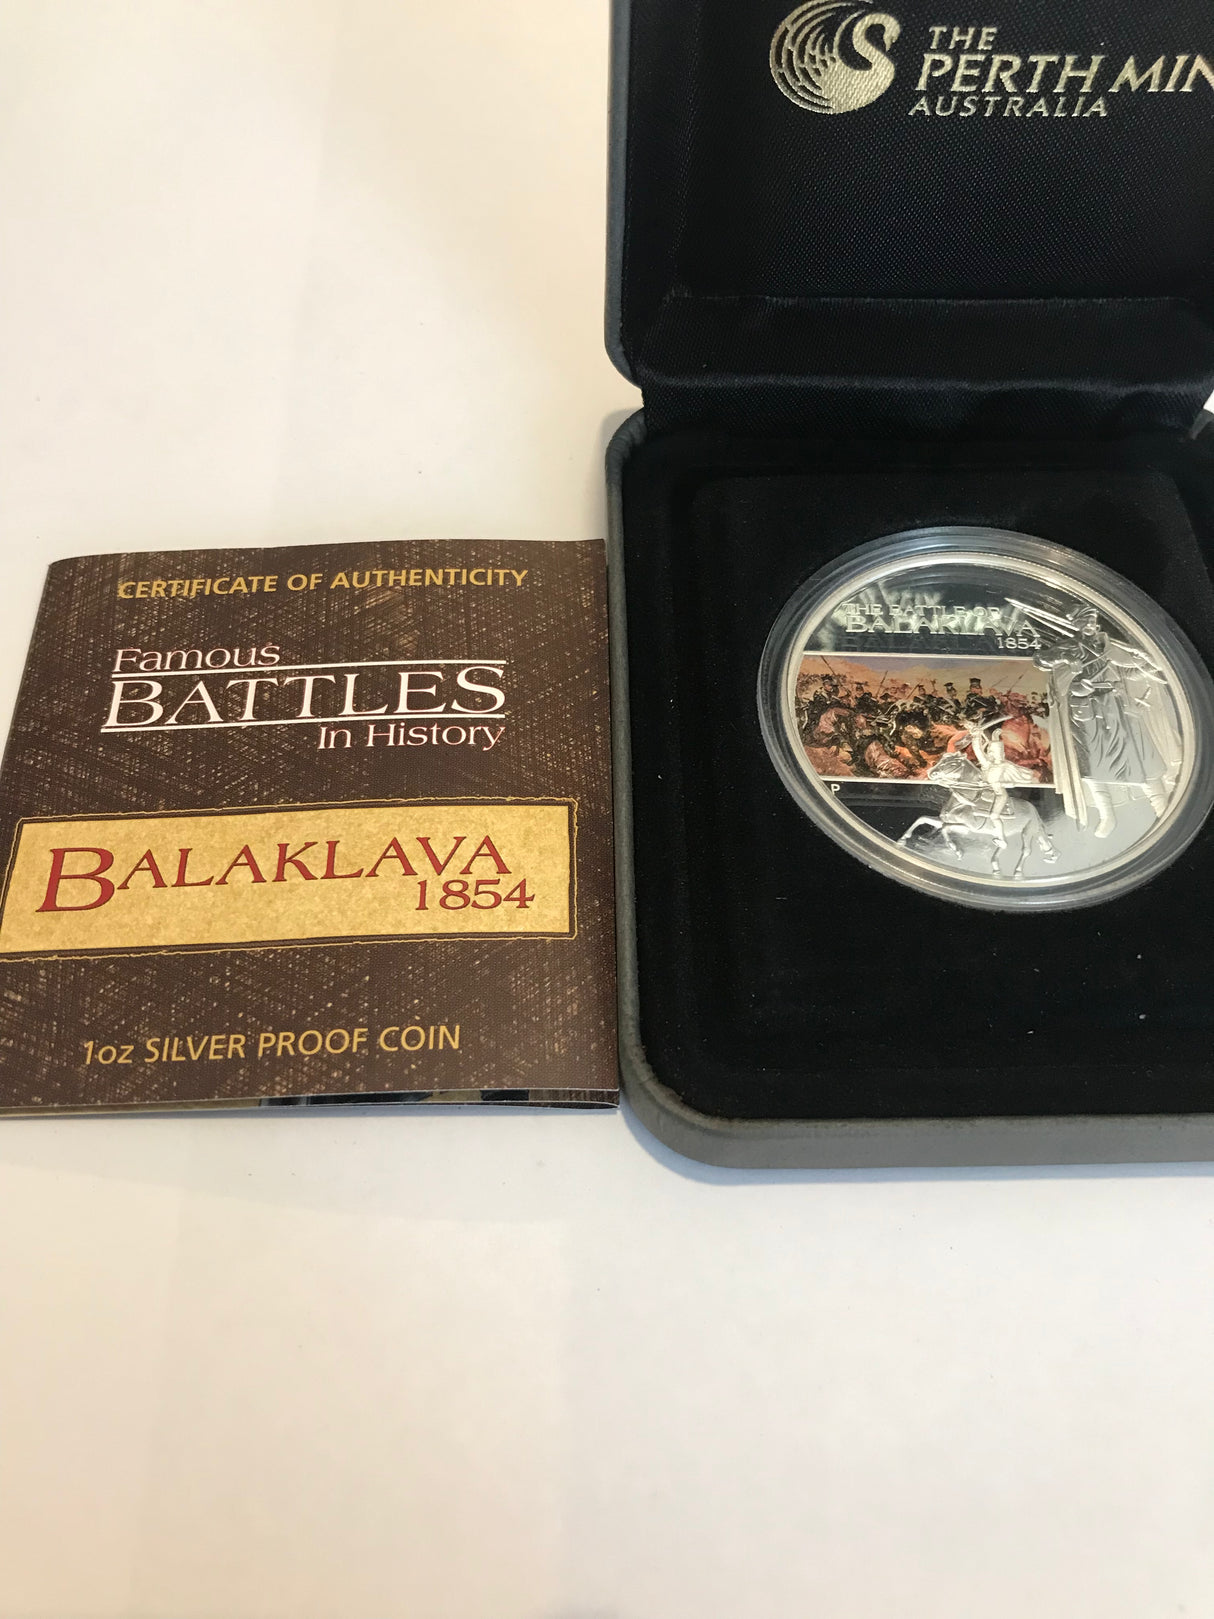 THE
PERTH MIN
AUSTRALIA
CERTIFICATE OF AUTHENTICITY
Famous
BATTLES
In History
BALAKLAVA
1854
1oz SILVER PROOF COIN
THE BATTLE OF
BALAKLAVA
1854
P